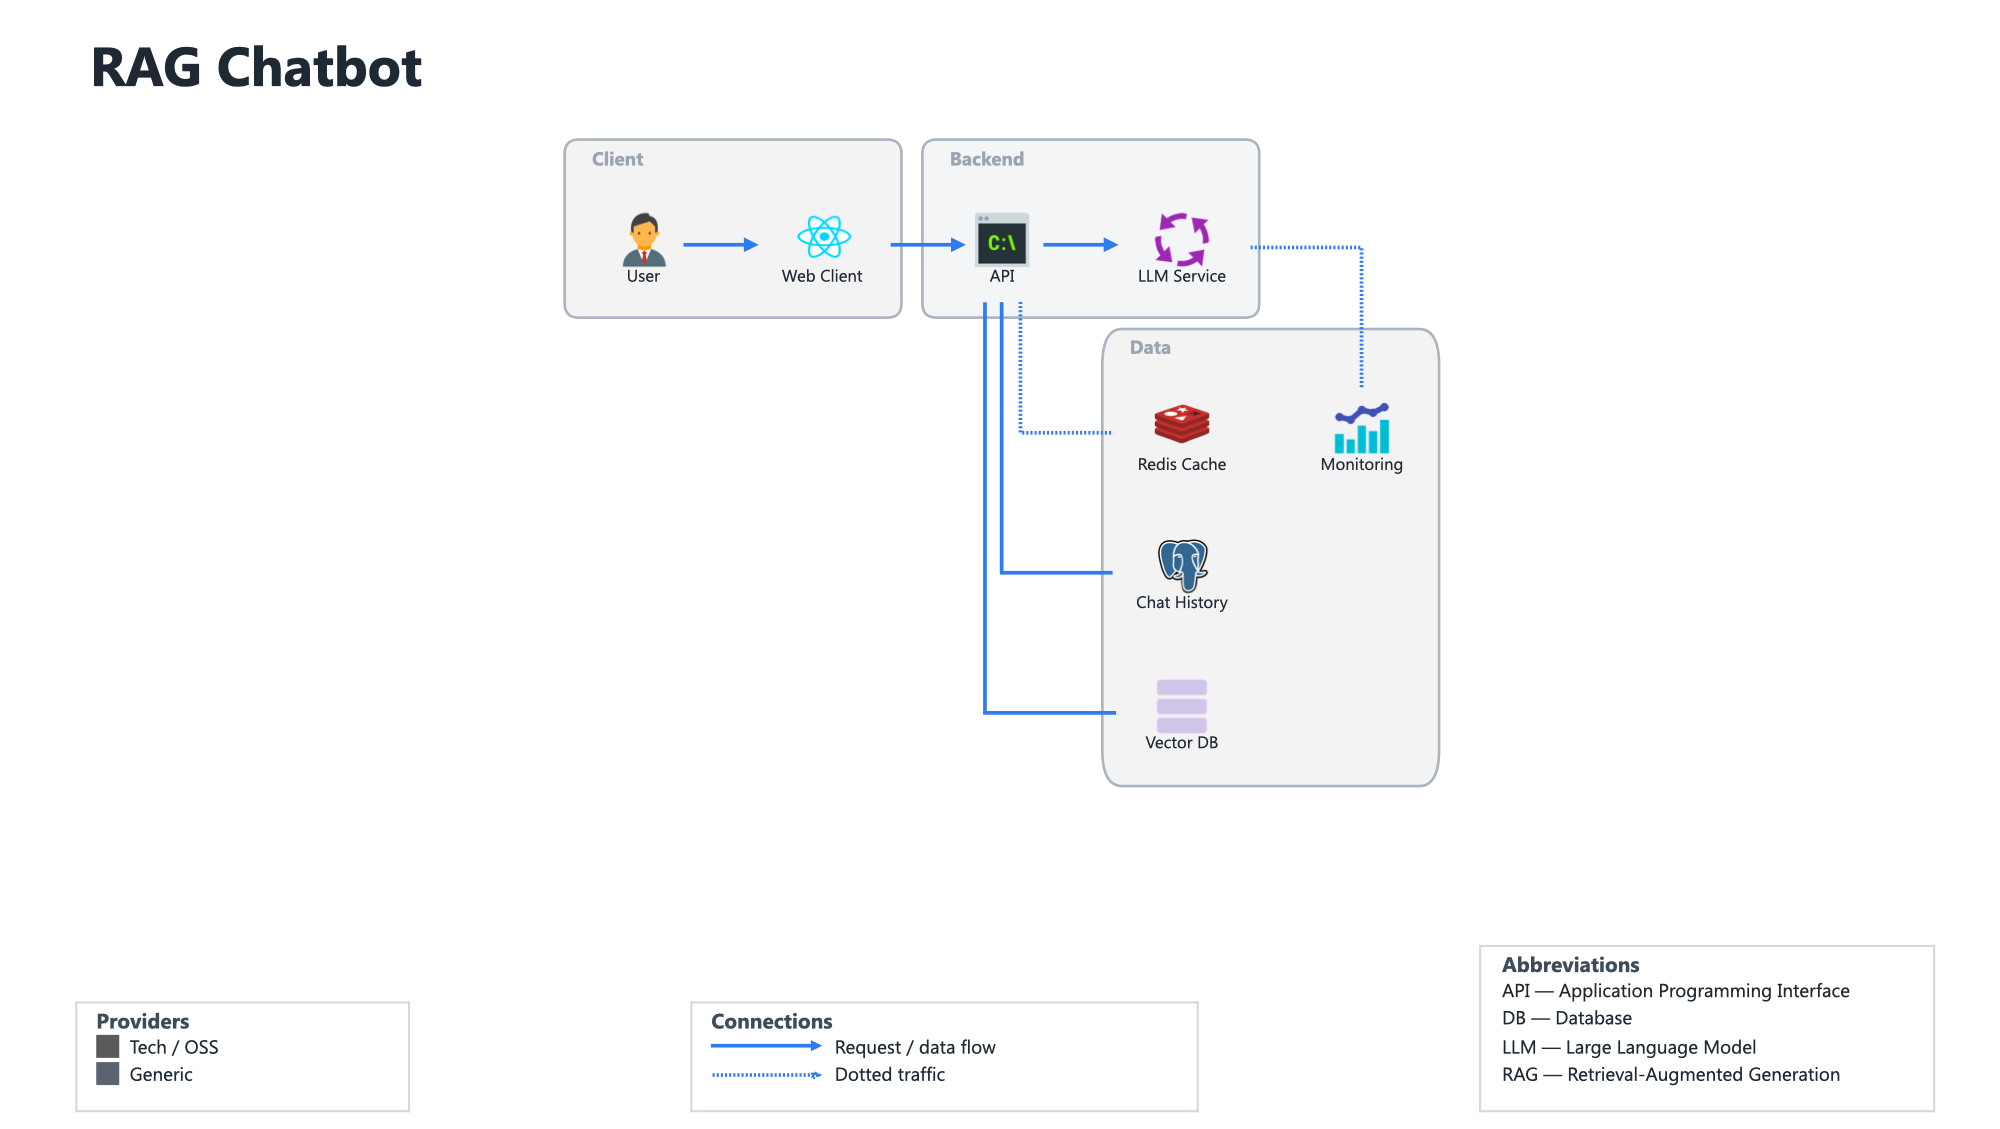 RAG Chatbot
Client
Backend
C:\
User
Web Client
API
LLM Service
Data
Redis Cache
Monitoring
Chat History
Vector DB
Providers
Tech / OSS
Generic
Connections
Request / data flow
Dotted traffic
Abbreviations
API — Application Programming Interface
DB — Database
LLM — Large Language Model
RAG — Retrieval-Augmented Generation